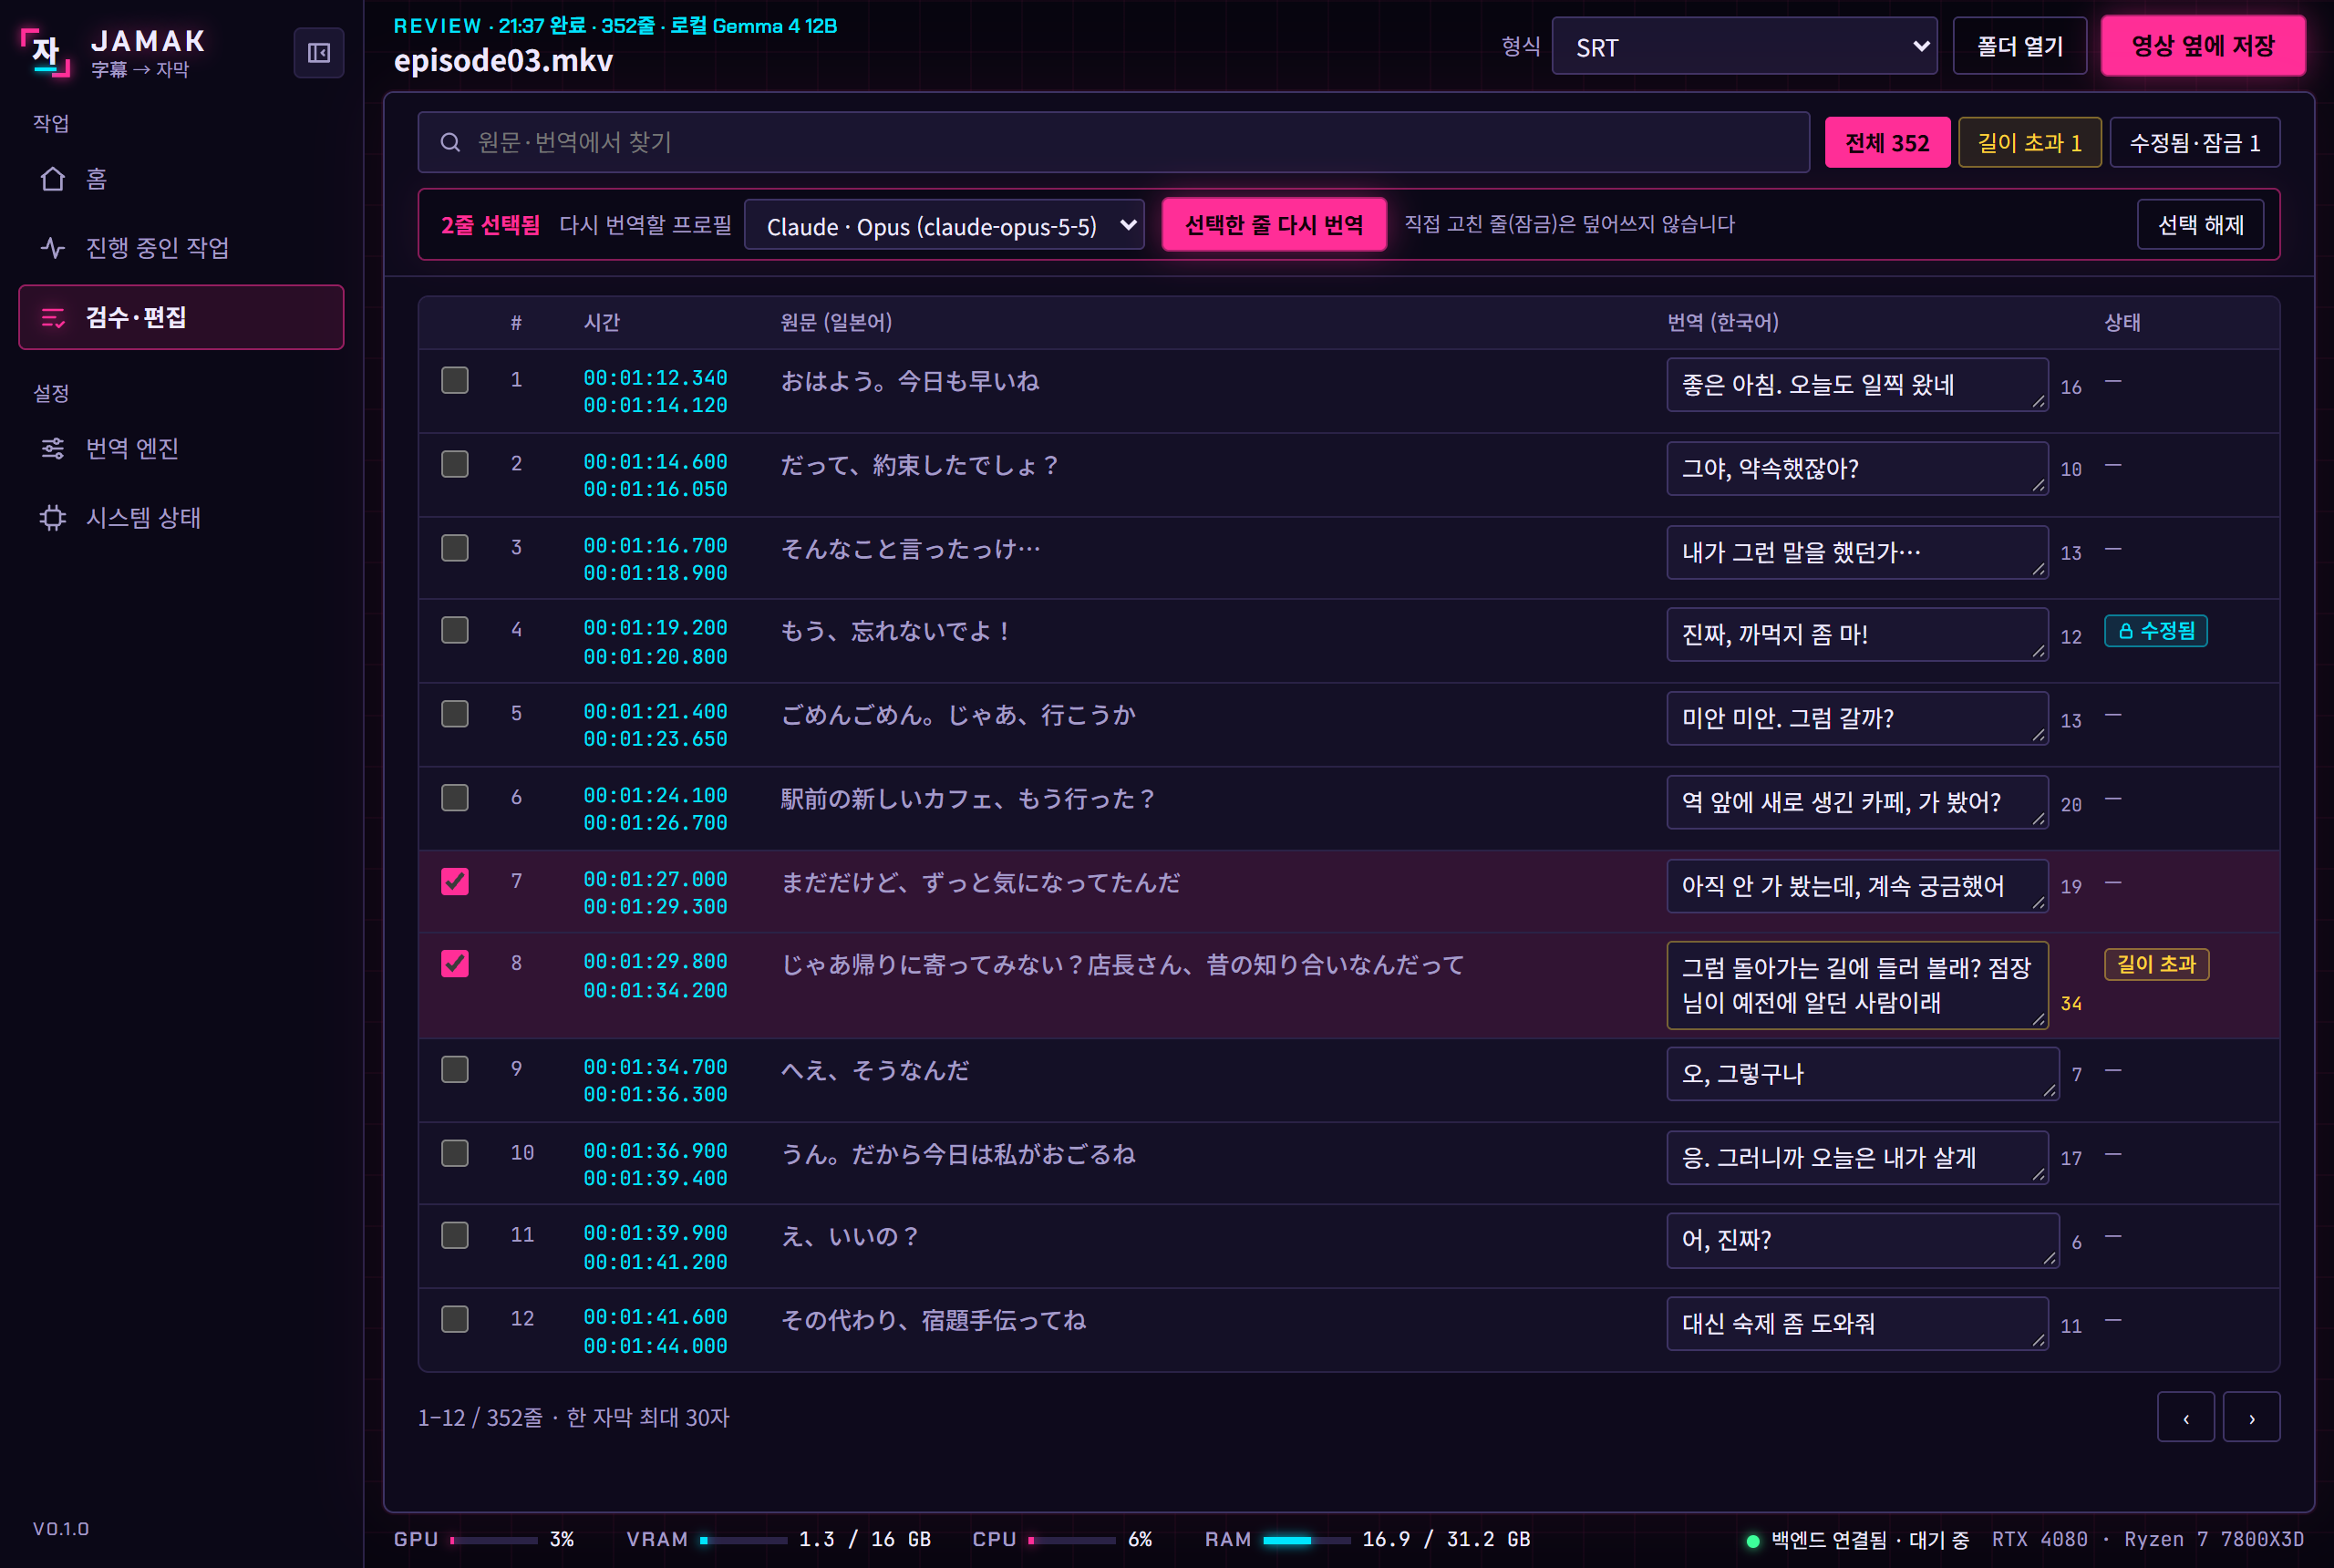 자
JAMAK
字幕 → 자막
작업
홈
진행 중인 작업
검수·편집
설정
번역 엔진
시스템 상태
V0.1.0
REVIEW · 21:37 완료 · 352줄 · 로컬 Gemma 4 12B
episode03.mkv
형식
SRT
폴더 열기
영상 옆에 저장
원문·번역에서 찾기
전체 352
길이 초과 1
수정됨·잠금 1
2줄 선택됨
다시 번역할 프로필
Claude · Opus (claude-opus-5-5)
선택한 줄 다시 번역
직접 고친 줄(잠금)은 덮어쓰지 않습니다
선택 해제
# 시간 원문 (일본어) 번역 (한국어) 상태
1 00:01:12.340 おはよう。今日も早いね 좋은 아침. 오늘도 일찍 왔네 16 —
00:01:14.120
2 00:01:14.600 だって、約束したでしょ？ 그야, 약속했잖아? 10 —
00:01:16.050
3 00:01:16.700 そんなこと言ったっけ… 내가 그런 말을 했던가… 13 —
00:01:18.900
4 00:01:19.200 もう、忘れないでよ！ 진짜, 까먹지 좀 마! 12 수정됨
00:01:20.800
5 00:01:21.400 ごめんごめん。じゃあ、行こうか 미안 미안. 그럼 갈까? 13 —
00:01:23.650
6 00:01:24.100 駅前の新しいカフェ、もう行った？ 역 앞에 새로 생긴 카페, 가 봤어? 20 —
00:01:26.700
7 00:01:27.000 まだだけど、ずっと気になってたんだ 아직 안 가 봤는데, 계속 궁금했어 19 —
00:01:29.300
8 00:01:29.800 じゃあ帰りに寄ってみない？店長さん、昔の知り合いなんだって 그럼 돌아가는 길에 들러 볼래? 점장 길이 초과
00:01:34.200 님이 예전에 알던 사람이래 34
9 00:01:34.700 へえ、そうなんだ 오, 그렇구나 7 —
00:01:36.300
10 00:01:36.900 うん。だから今日は私がおごるね 응. 그러니까 오늘은 내가 살게 17 —
00:01:39.400
11 00:01:39.900 え、いいの？ 어, 진짜? 6 —
00:01:41.200
12 00:01:41.600 その代わり、宿題手伝ってね 대신 숙제 좀 도와줘 11 —
00:01:44.000
1–12 / 352줄 · 한 자막 최대 30자
‹ ›
GPU 3% VRAM 1.3 / 16 GB CPU 6% RAM 16.9 / 31.2 GB
백엔드 연결됨 · 대기 중 RTX 4080 · Ryzen 7 7800X3D